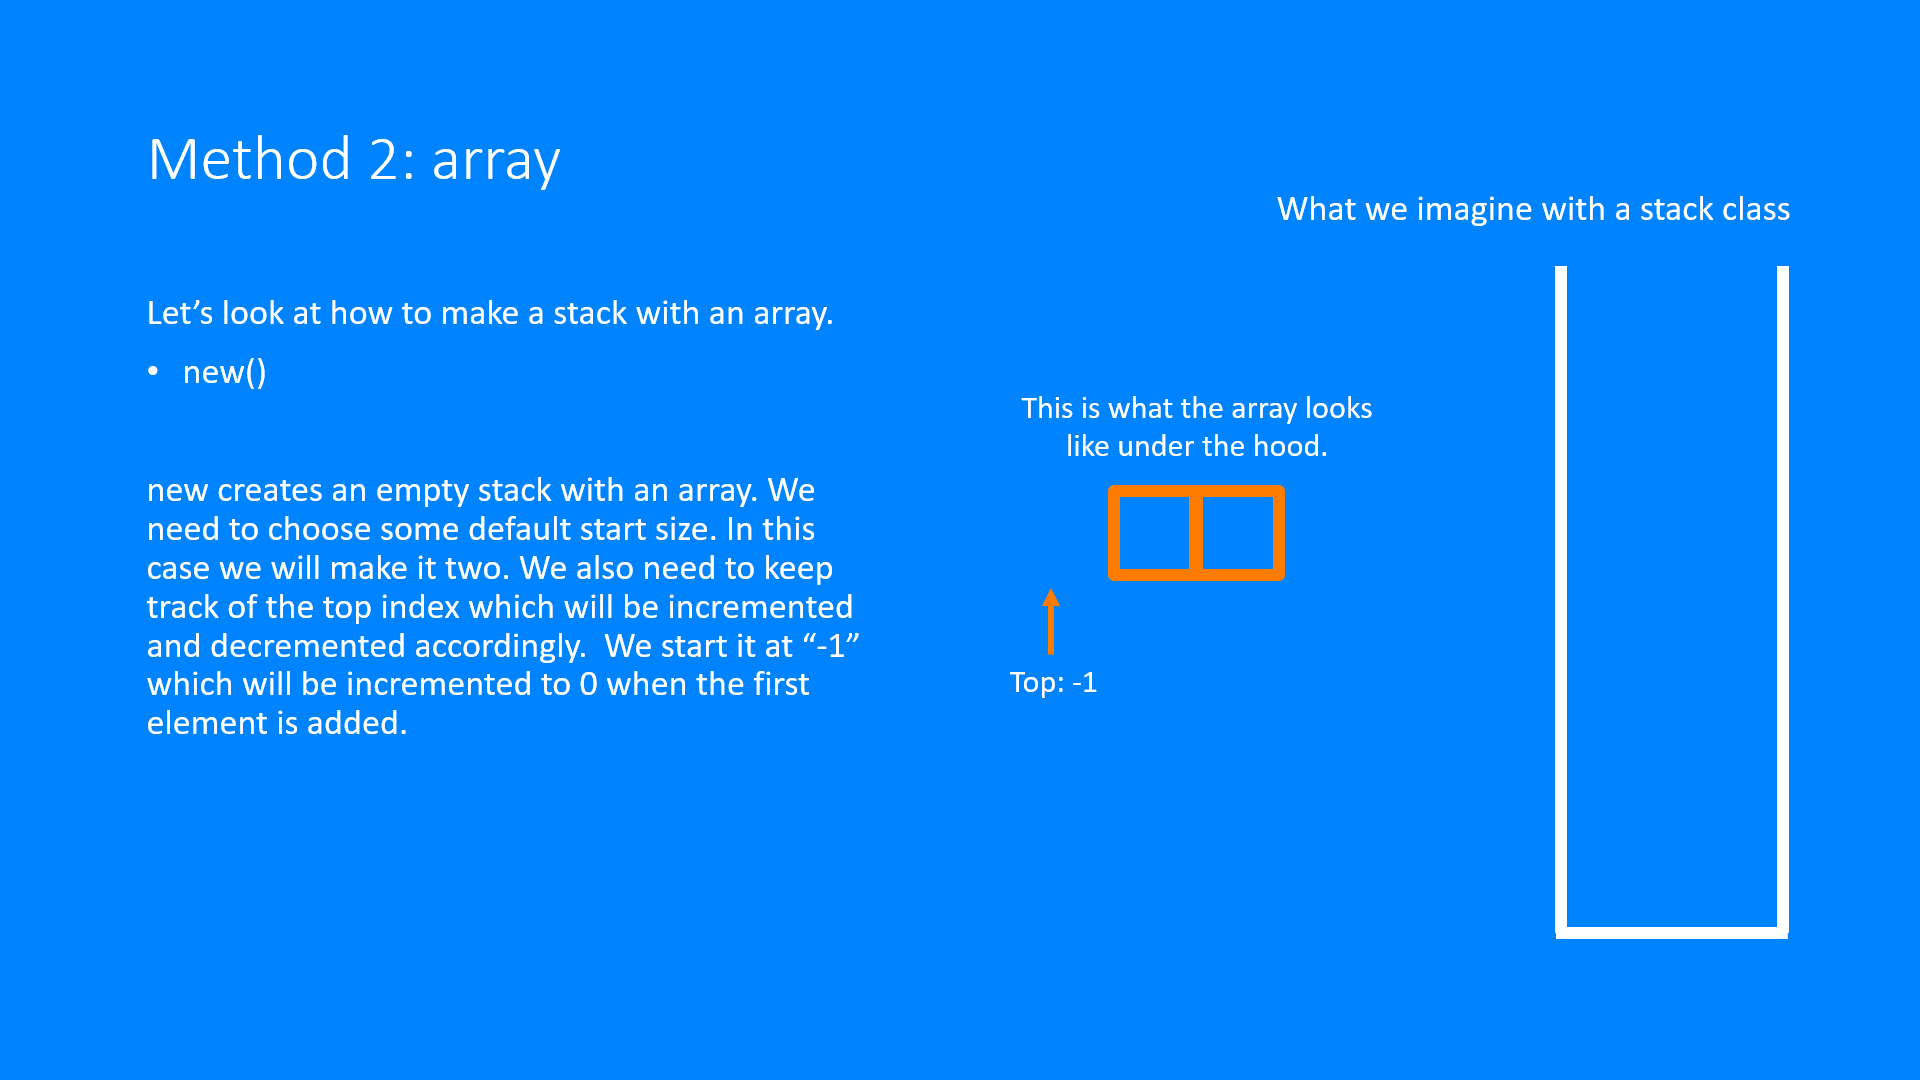 Method 2: array
What we imagine with a stack class
Let’s look at how to make a stack with an array.
• new()
This is what the array looks
like under the hood.
new creates an empty stack with an array. We
need to choose some default start size. In this
case we will make it two. We also need to keep
track of the top index which will be incremented
and decremented accordingly.  We start it at “-1”
which will be incremented to 0 when the first
element is added.
Top: -1